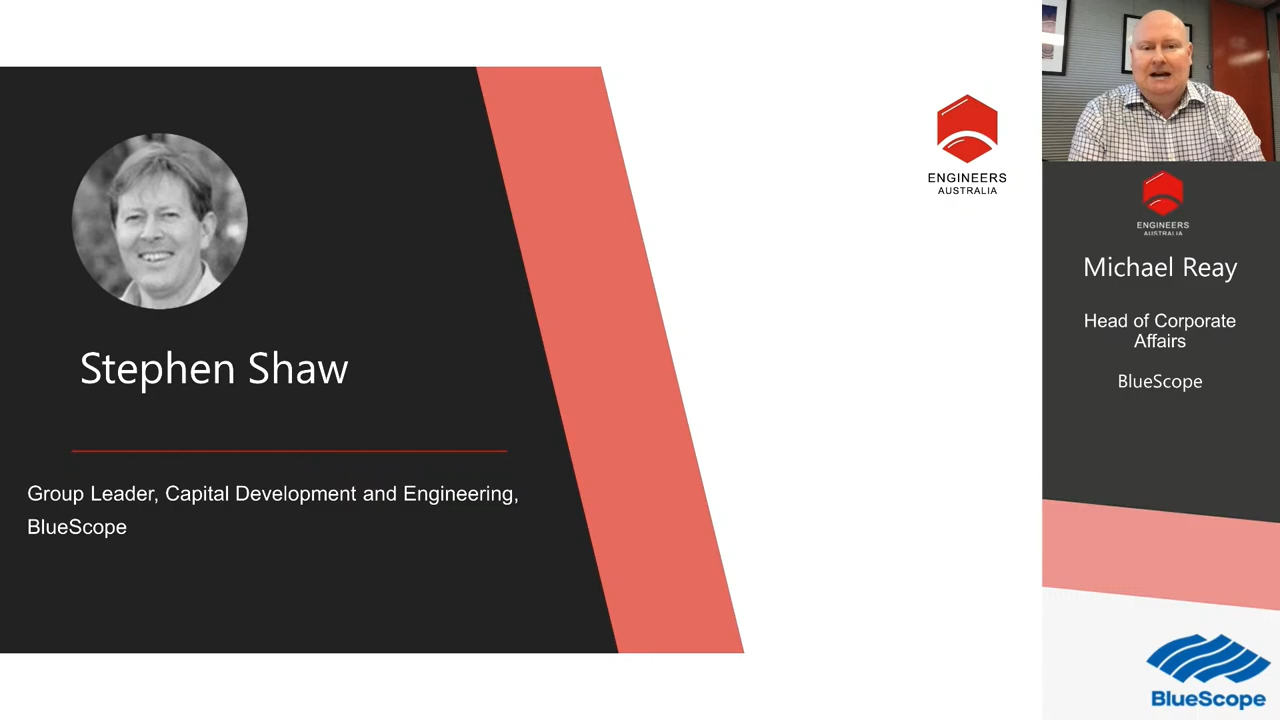 Stephen Shaw
Group Leader, Capital Development and Engineering,
BlueScope
ENGINEERS
AUSTRALIA
ENGINEERS
AUSTRALIA
Michael Reay
Head of Corporate
Affairs
BlueScope
BlueScope